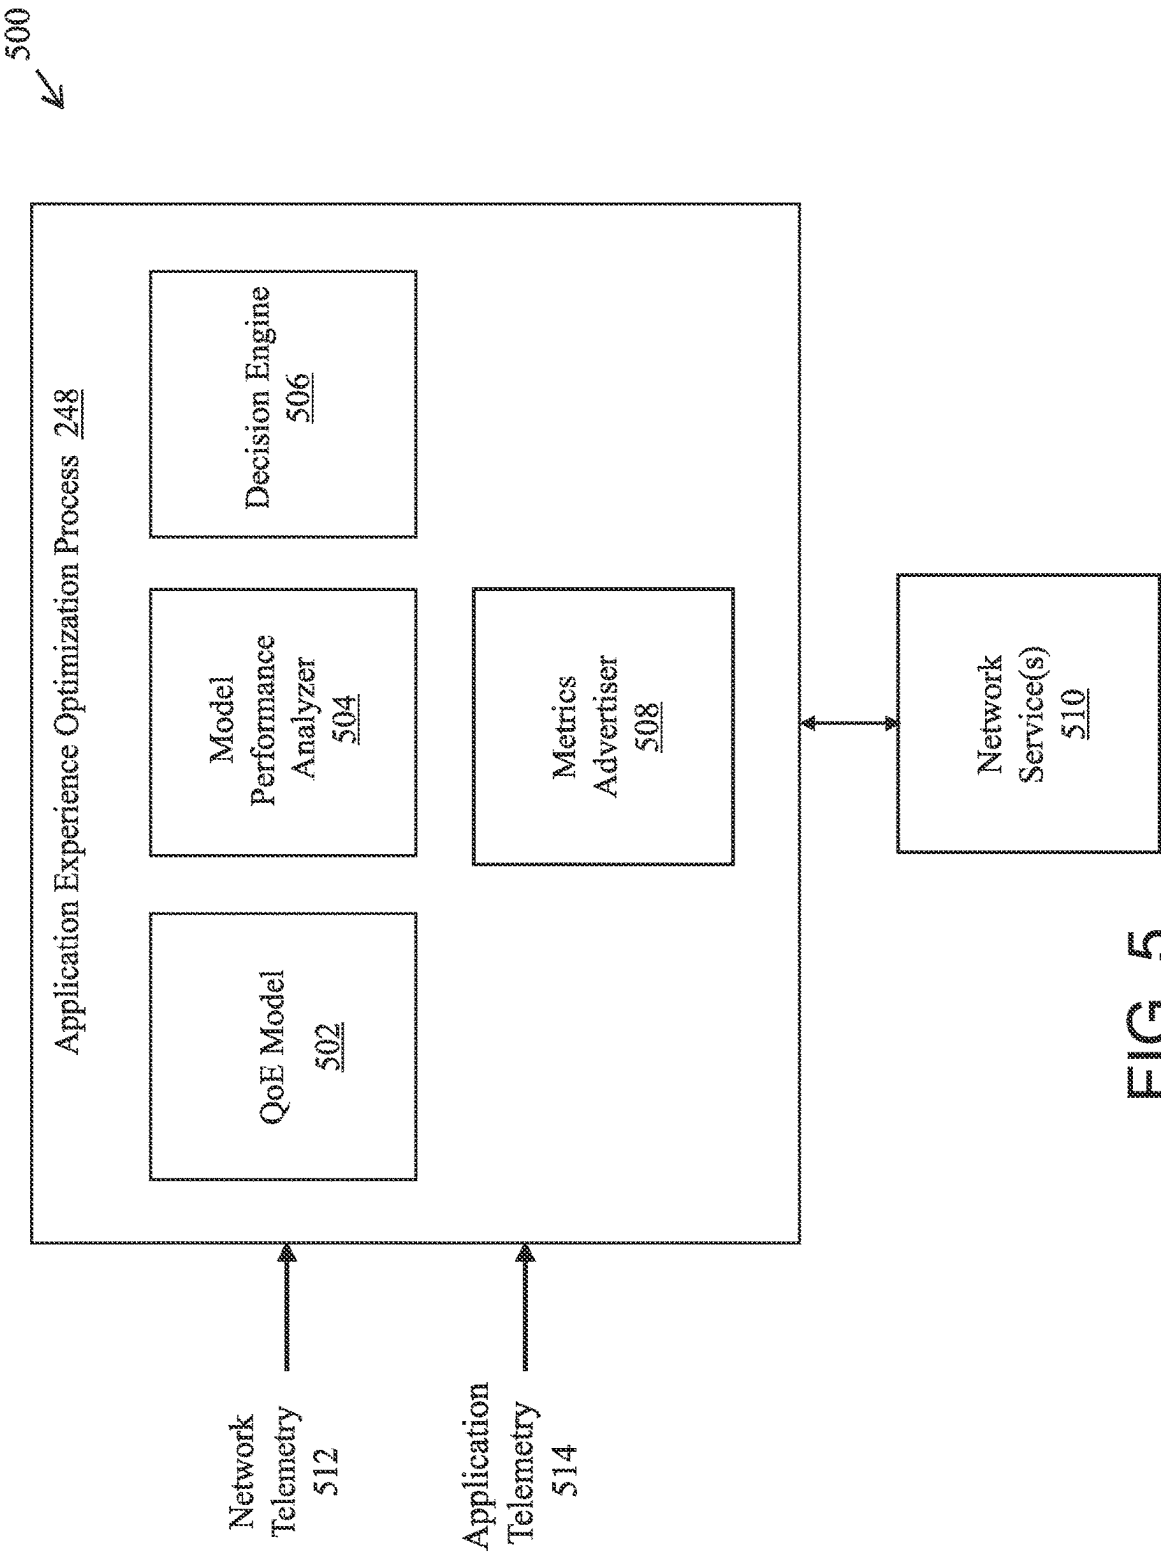 500
Application Experience Optimization Process 248
QoE Model
502
Model
Performance
Analyzer
504
Decision Engine
506
Metrics
Advertiser
508
Network
Telemetry
512
Application
Telemetry
514
Network
Service(s)
510
FIG. 5